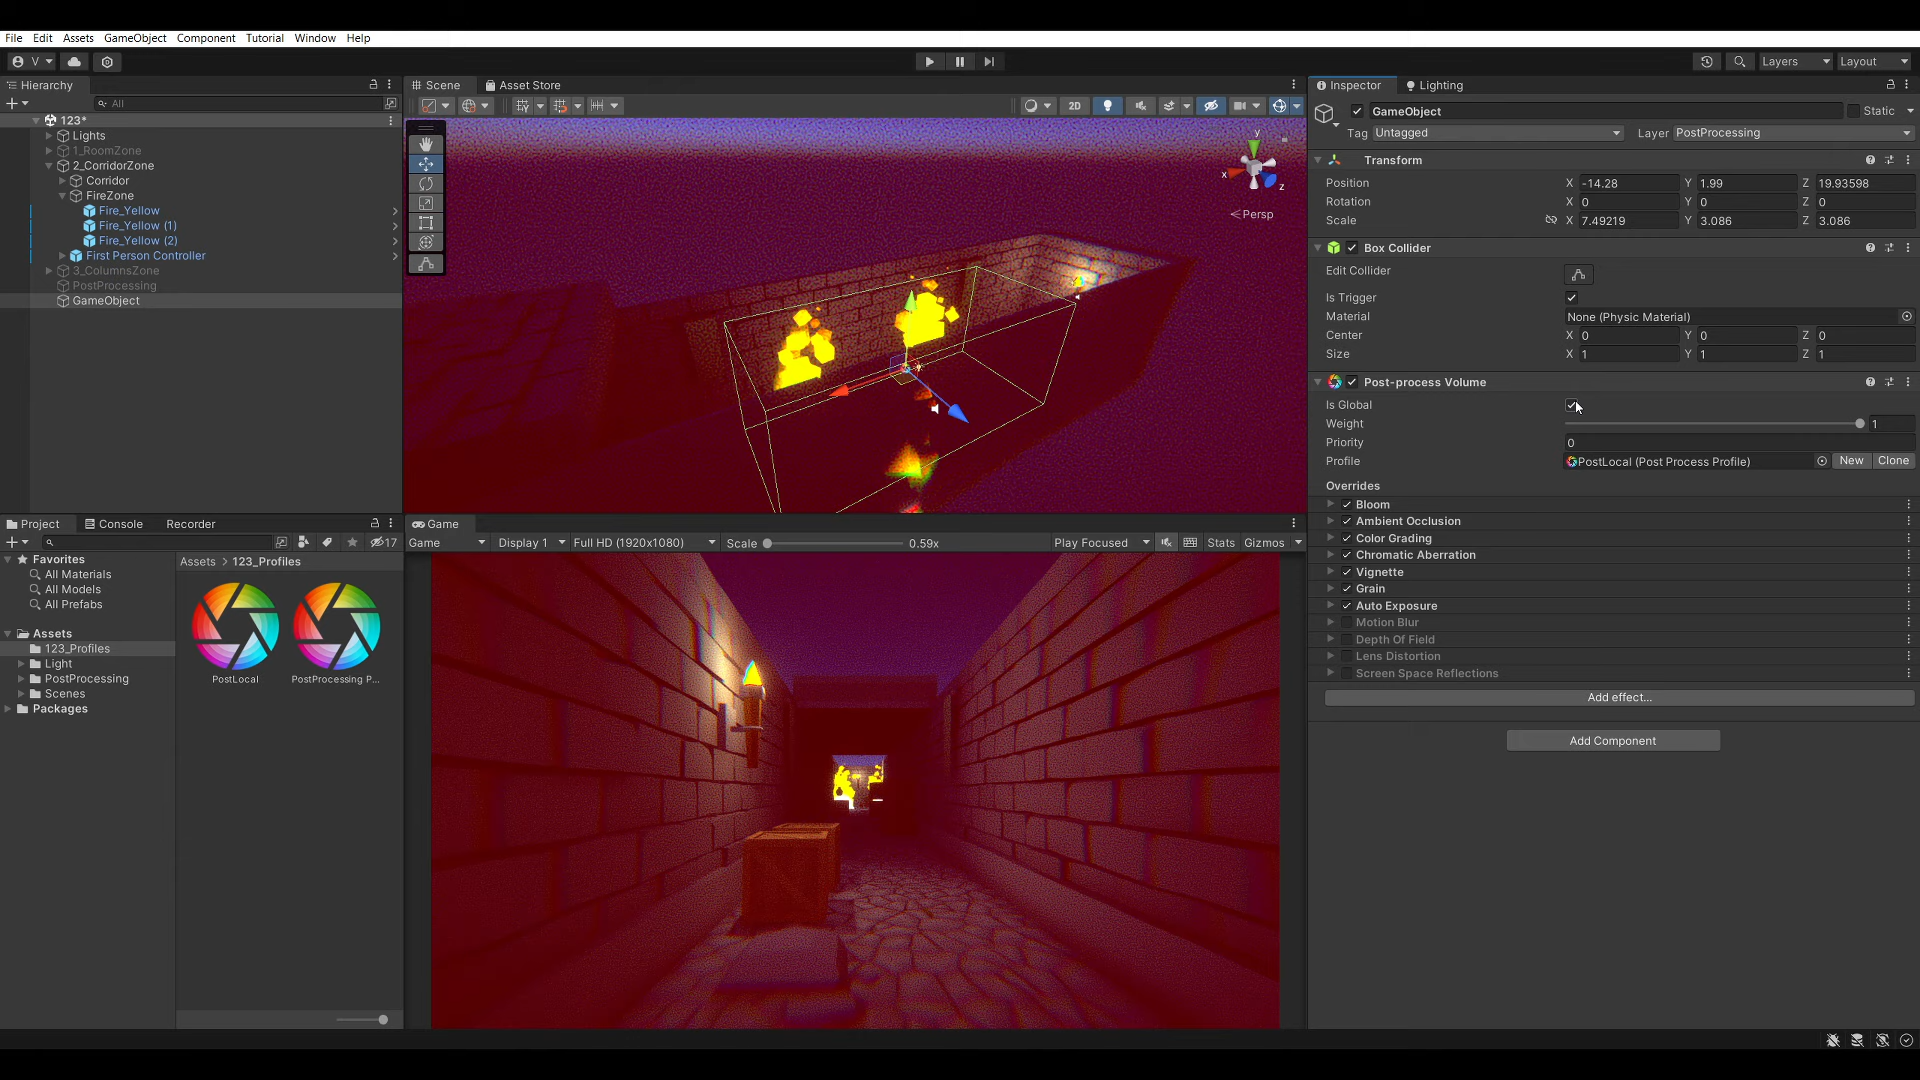 File Edit Assets GameObject Component Tutorial Window Help
V Layers Layout
Hierarchy
All
123*
Lights
1_RoomZone
2_CorridorZone
Corridor
FireZone
Fire_Yellow
Fire_Yellow (1)
Fire_Yellow (2)
First Person Controller
3_ColumnsZone
PostProcessing
GameObject
Scene Asset Store
2D
y
x
z
Persp
Project Console Recorder
17
Favorites
All Materials
All Models
All Prefabs
Assets
123_Profiles
Light
PostProcessing
Scenes
Packages
Assets > 123_Profiles
PostLocal PostProcessing P...
Game
Game Display 1 Full HD (1920x1080) Scale 0.59x Play Focused Stats Gizmos
Inspector Lighting
GameObject Static
Tag Untagged Layer PostProcessing
Transform
Position X -14.28 Y 1.99 Z 19.93598
Rotation X 0 Y 0 Z 0
Scale X 7.49219 Y 3.086 Z 3.086
Box Collider
Edit Collider
Is Trigger
Material None (Physic Material)
Center X 0 Y 0 Z 0
Size X 1 Y 1 Z 1
Post-process Volume
Is Global
Weight 1
Priority 0
Profile PostLocal (Post Process Profile) New Clone
Overrides
Bloom
Ambient Occlusion
Color Grading
Chromatic Aberration
Vignette
Grain
Auto Exposure
Motion Blur
Depth Of Field
Lens Distortion
Screen Space Reflections
Add effect...
Add Component